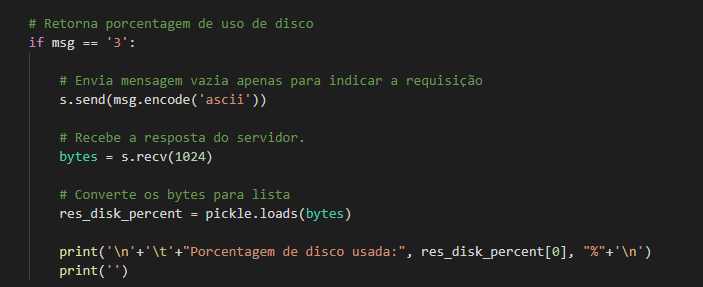 # Retorna porcentagem de uso de disco
if msg == '3':
# Envia mensagem vazia apenas para indicar a requisição
s.send(msg.encode('ascii'))
# Recebe a resposta do servidor.
bytes = s.recv(1024)
# Converte os bytes para lista
res_disk_percent = pickle.loads(bytes)
print('\n'+'\t'+"Porcentagem de disco usada:", res_disk_percent[0], "%"+'\n')
print('')